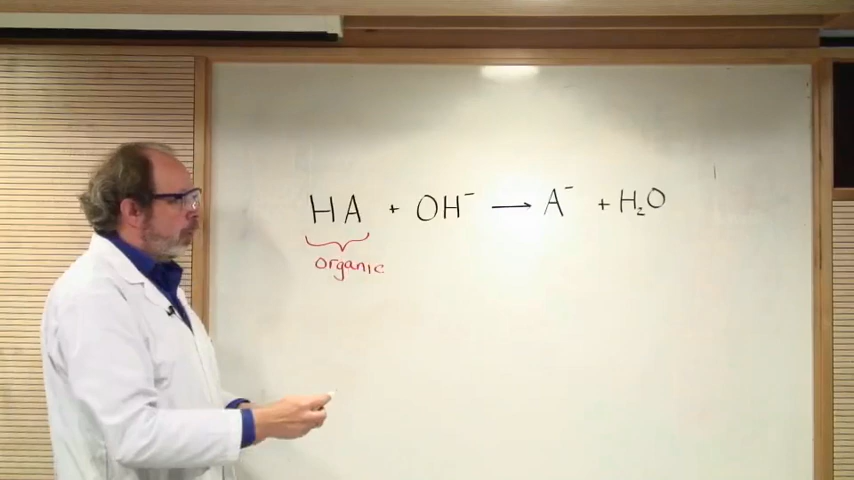 HA + OH⁻ ⟶ A⁻ + H₂O
organic